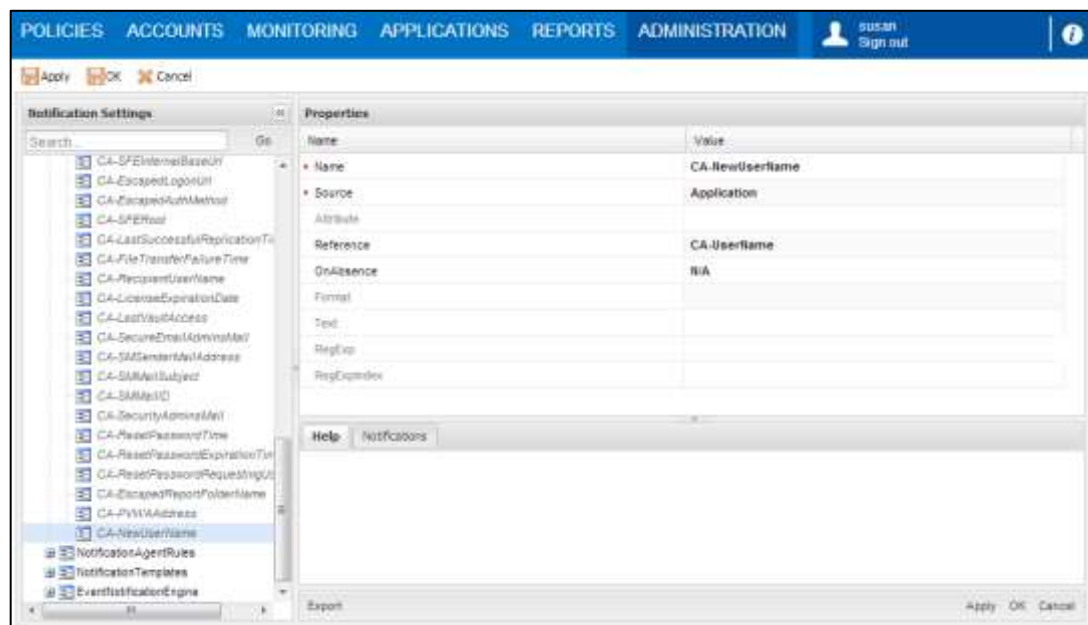 POLICIES ACCOUNTS MONITORING APPLICATIONS REPORTS ADMINISTRATION susan
Sign out
Apply OK Cancel
Notification Settings
Search... Go
CA-SFEInternalBaseUrl
CA-EscapedLogonUrl
CA-EscapedAuthMethod
CA-SFERoot
CA-LastSuccessfulReplicationTi
CA-FileTransferFailureTime
CA-RecipientUserName
CA-LicenseExpirationDate
CA-LastVaultAccess
CA-SecureEmailAdminsMail
CA-SMSenderMailAddress
CA-SMMailSubject
CA-SMMailID
CA-SecurityAdminsMail
CA-ResetPasswordTime
CA-ResetPasswordExpirationTim
CA-ResetPasswordRequestingUs
CA-EscapedReportFolderName
CA-PVWAAddress
CA-NewUserName
NotificationAgentRules
NotificationTemplates
EventNotificationEngine
Properties
Name Value
Name CA-NewUserName
Source Application
Attribute
Reference CA-UserName
OnAbsence N/A
Format
Text
RegExp
RegExpIndex
Help Notifications
Export Apply OK Cancel